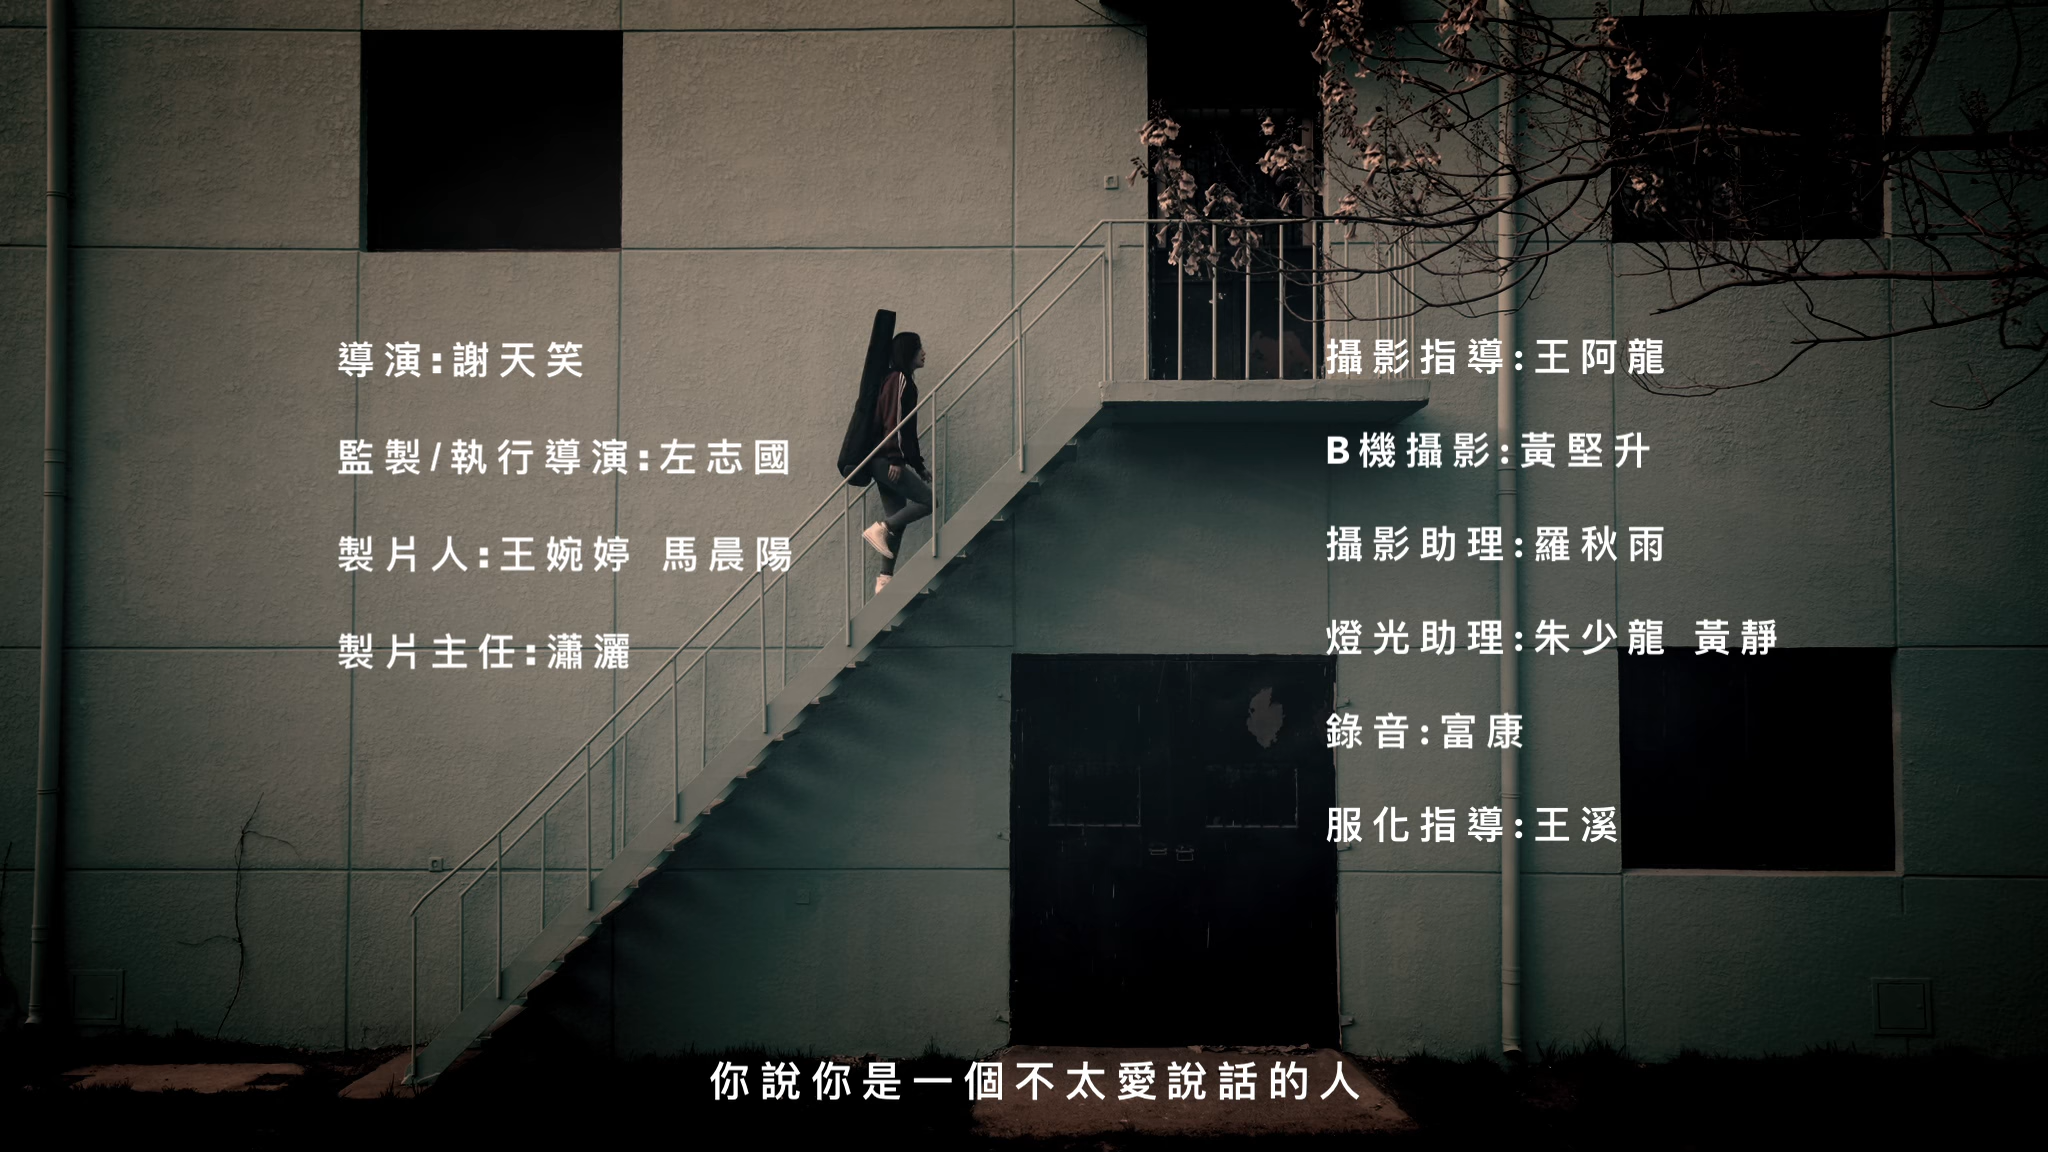 導演:謝天笑
監製/執行導演:左志國
製片人:王婉婷 馬晨陽
製片主任:瀟灑
攝影指導:王阿龍
B機攝影:黃堅升
攝影助理:羅秋雨
燈光助理:朱少龍 黃靜
錄音:富康
服化指導:王溪
你說你是一個不太愛說話的人